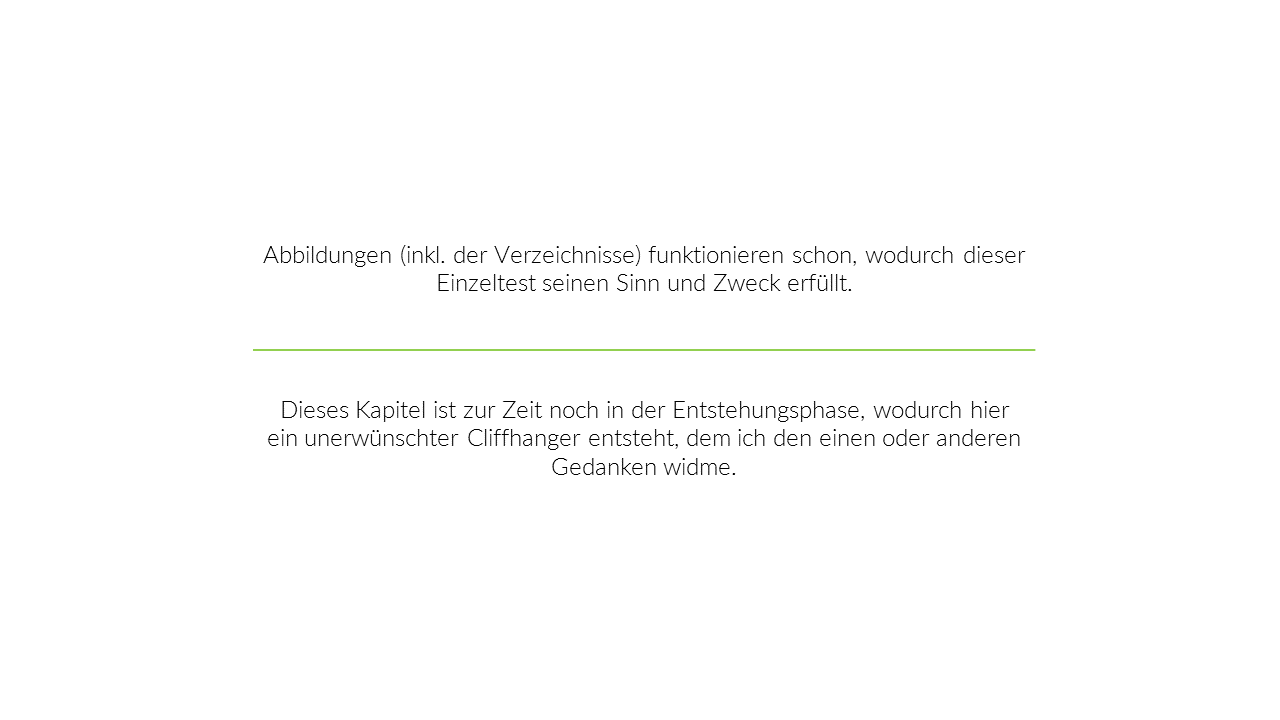 Abbildungen (inkl. der Verzeichnisse) funktionieren schon, wodurch dieser
Einzeltest seinen Sinn und Zweck erfüllt.
Dieses Kapitel ist zur Zeit noch in der Entstehungsphase, wodurch hier
ein unerwünschter Cliffhanger entsteht, dem ich den einen oder anderen
Gedanken widme.